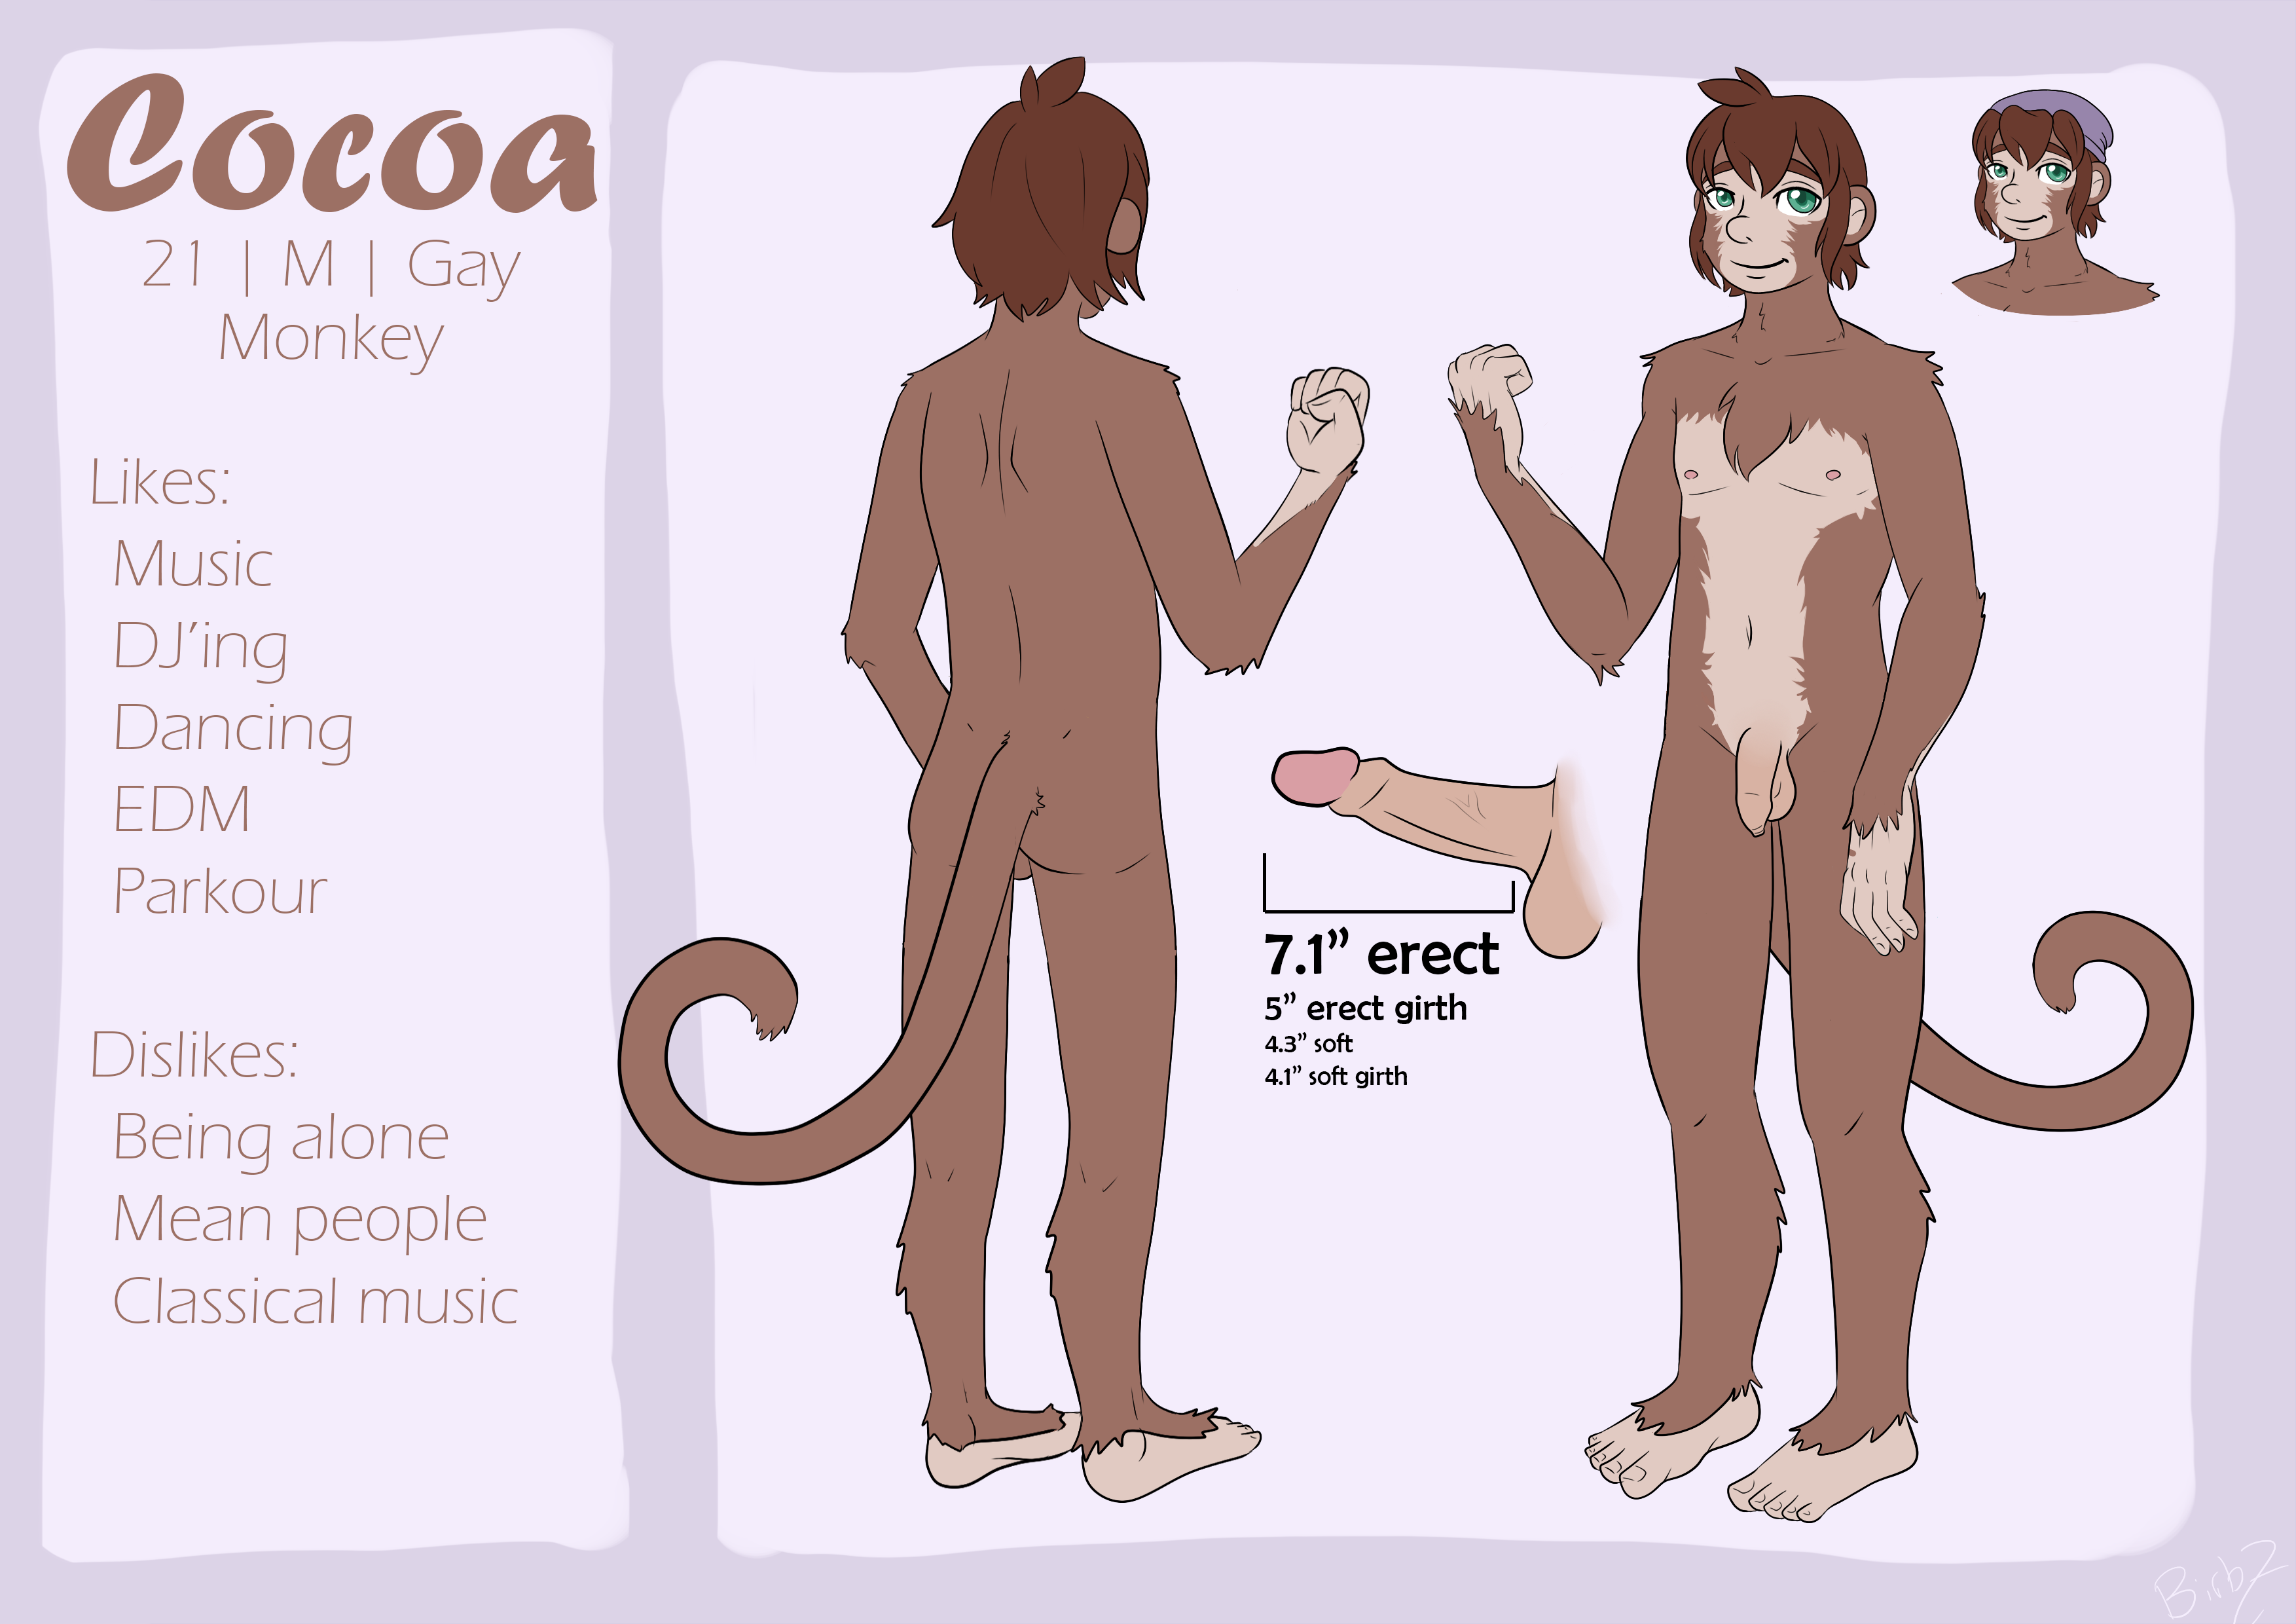 Cocoa
21 | M | Gay
Monkey
Likes:
Music
DJ'ing
Dancing
EDM
Parkour
Dislikes:
Being alone
Mean people
Classical music
7.1” erect
5” erect girth
4.3” soft
4.1” soft girth